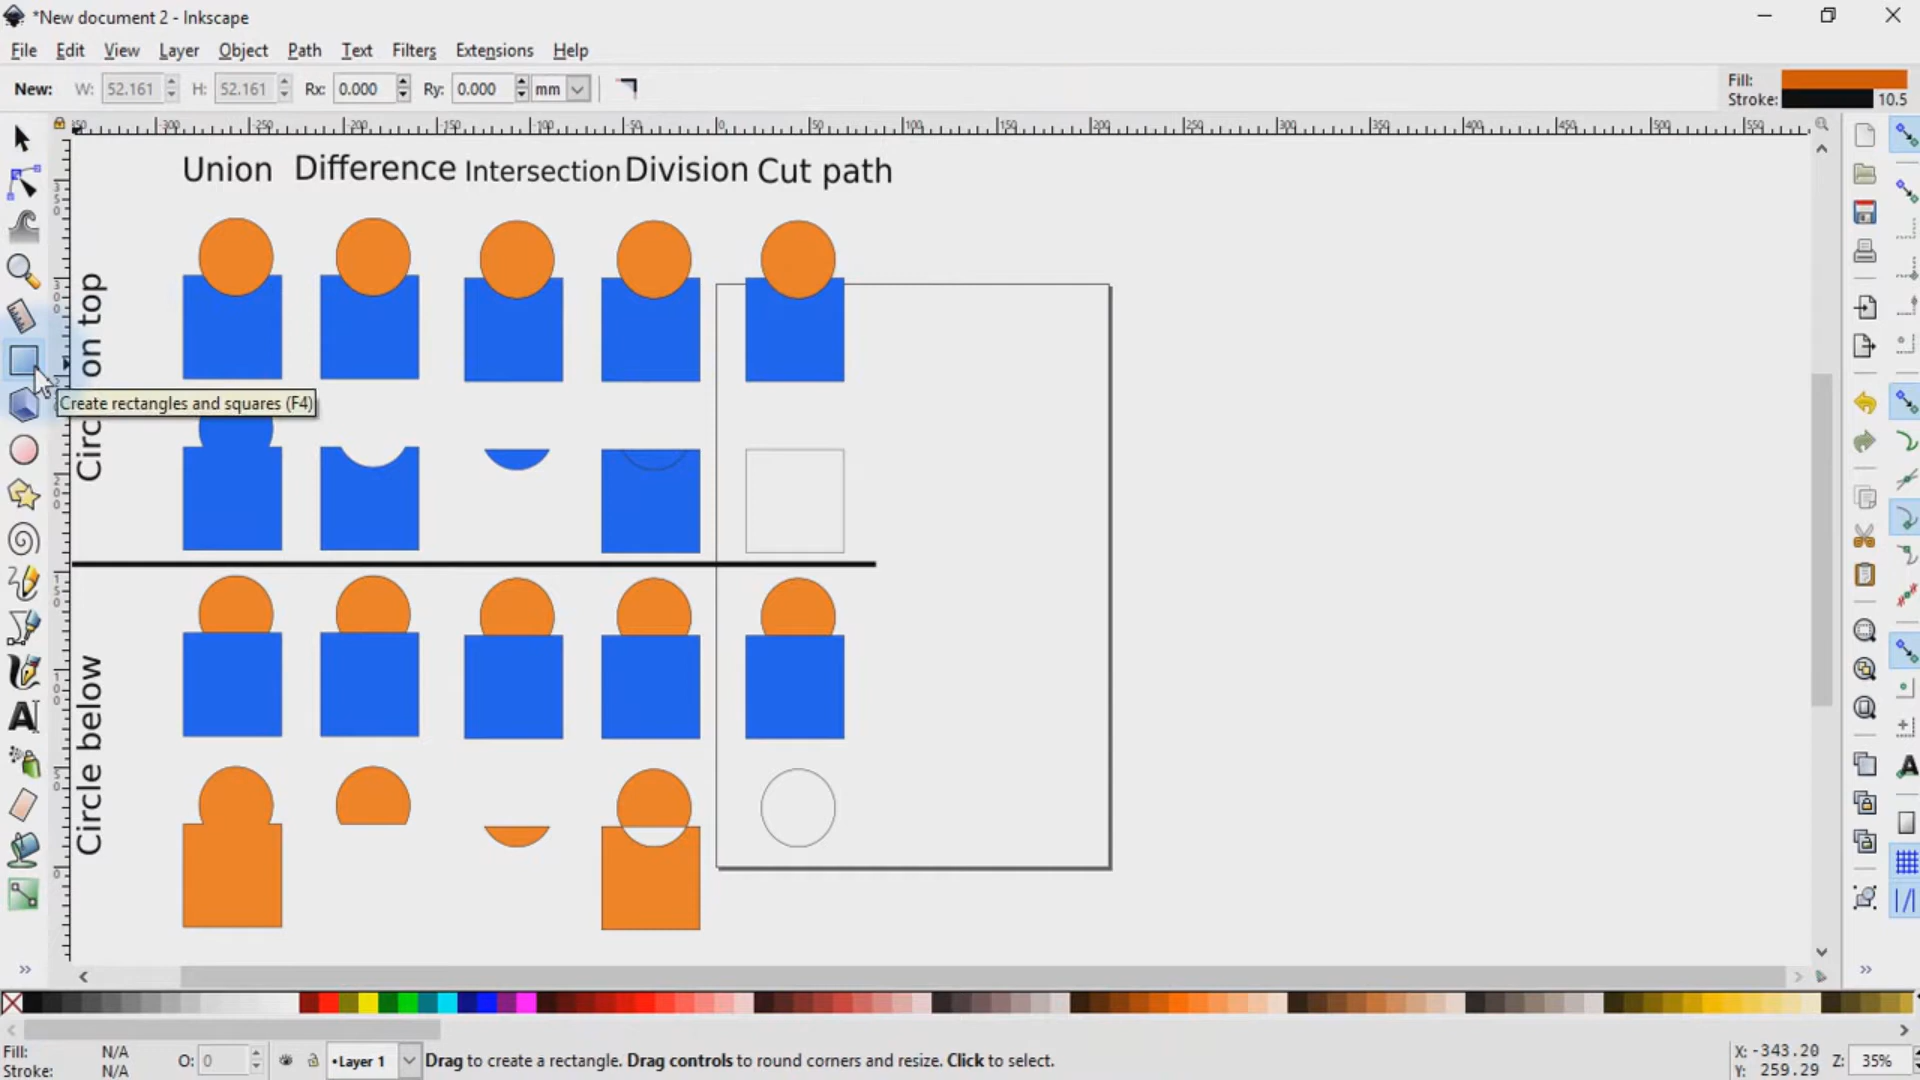 *New document 2 - Inkscape
File Edit View Layer Object Path Text Filters Extensions Help
New: W: 52.161 H: 52.161 Rx: 0.000 Ry: 0.000 mm
Fill:
Stroke: 10.5
Union Difference Intersection Division Cut path
Circ on top
Create rectangles and squares (F4)
Circle below
Fill: N/A
Stroke: N/A
O: 0
•Layer 1
Drag to create a rectangle. Drag controls to round corners and resize. Click to select.
X: -343.20
Y: 259.29
Z: 35%